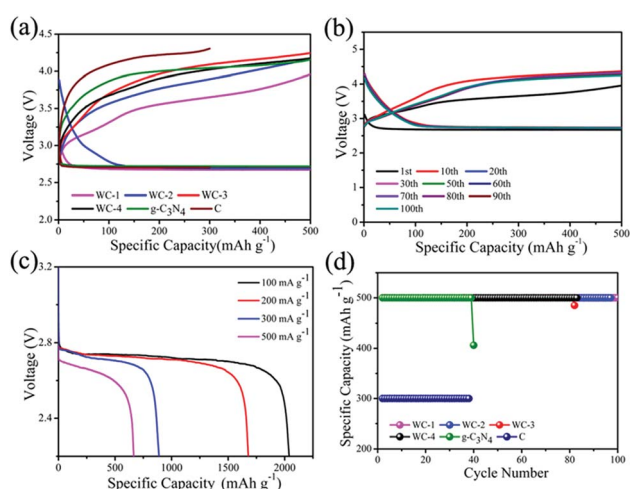 (a)
4.5
4.0
3.5
3.0
2.5
2.0
Voltage (V)
WC-1 WC-2 WC-3
WC-4 g-C3N4 C
0 100 200 300 400 500
Specific Capacity(mAh g-1)
(b)
6
5
4
3
2
1
0
Voltage (V)
1st 10th 20th
30th 50th 60th
70th 80th 90th
100th
0 100 200 300 400 500
Specific Capacity (mAh g-1)
(c)
3.2
2.8
2.4
Voltage (V)
100 mA g-1
200 mA g-1
300 mA g-1
500 mA g-1
0 500 1000 1500 2000
Specific Capacity (mAh g-1)
(d)
600
500
400
300
200
Specific Capacity (mAh g-1)
WC-1 WC-2 WC-3
WC-4 g-C3N4 C
0 20 40 60 80 100
Cycle Number